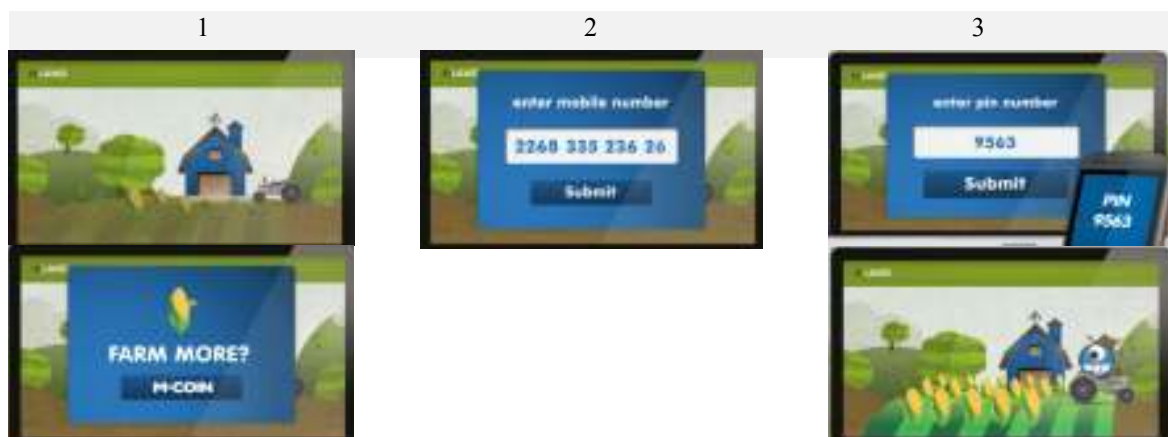 1
2
3
enter mobile number
2268 335 236 26
Submit
enter pin number
9563
Submit
PIN
9563
FARM MORE?
M-COIN